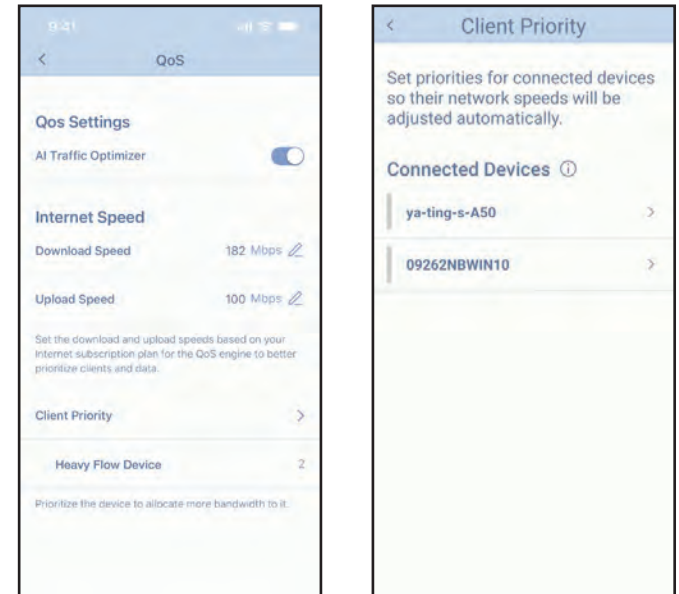 9:41
QoS
Qos Settings
AI Traffic Optimizer
Internet Speed
Download Speed 182 Mbps
Upload Speed 100 Mbps
Set the download and upload speeds based on your
Internet subscription plan for the QoS engine to better
prioritize clients and data.
Client Priority
Heavy Flow Device 2
Prioritize the device to allocate more bandwidth to it.
Client Priority
Set priorities for connected devices
so their network speeds will be
adjusted automatically.
Connected Devices
ya-ting-s-A50
09262NBWIN10